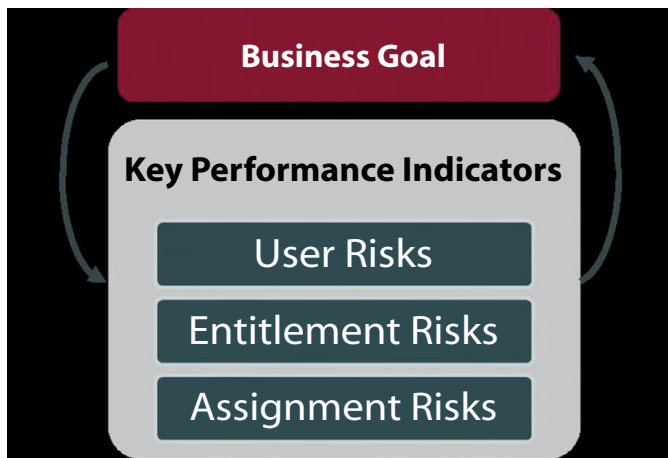 Business Goal
Key Performance Indicators
User Risks
Entitlement Risks
Assignment Risks